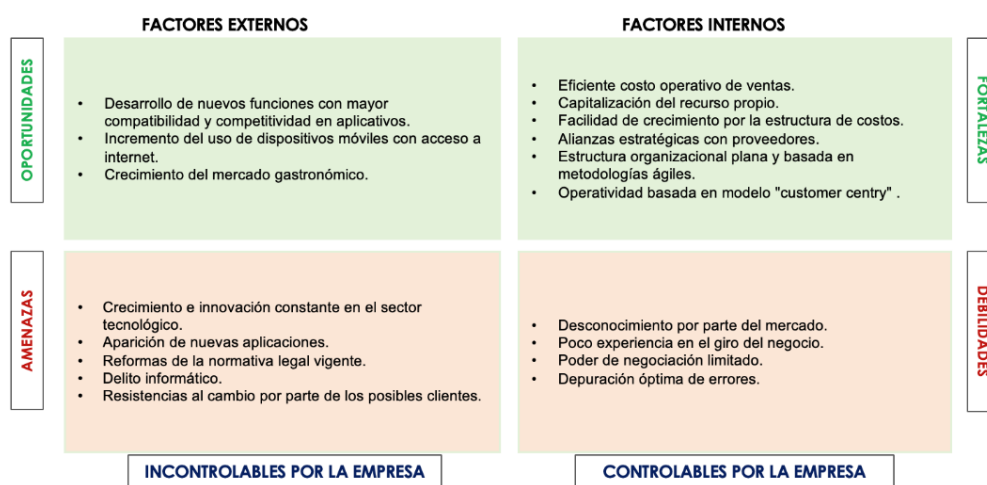 FACTORES EXTERNOS
FACTORES INTERNOS
OPORTUNIDADES
• Desarrollo de nuevos funciones con mayor
compatibilidad y competitividad en aplicativos.
• Incremento del uso de dispositivos móviles con acceso a
internet.
• Crecimiento del mercado gastronómico.
• Eficiente costo operativo de ventas.
• Capitalización del recurso propio.
• Facilidad de crecimiento por la estructura de costos.
• Alianzas estratégicas con proveedores.
• Estructura organizacional plana y basada en
metodologías ágiles.
• Operatividad basada en modelo "customer centry" .
FORTALEZAS
AMENAZAS
• Crecimiento e innovación constante en el sector
tecnológico.
• Aparición de nuevas aplicaciones.
• Reformas de la normativa legal vigente.
• Delito informático.
• Resistencias al cambio por parte de los posibles clientes.
• Desconocimiento por parte del mercado.
• Poco experiencia en el giro del negocio.
• Poder de negociación limitado.
• Depuración óptima de errores.
DEBILIDADES
INCONTROLABLES POR LA EMPRESA
CONTROLABLES POR LA EMPRESA